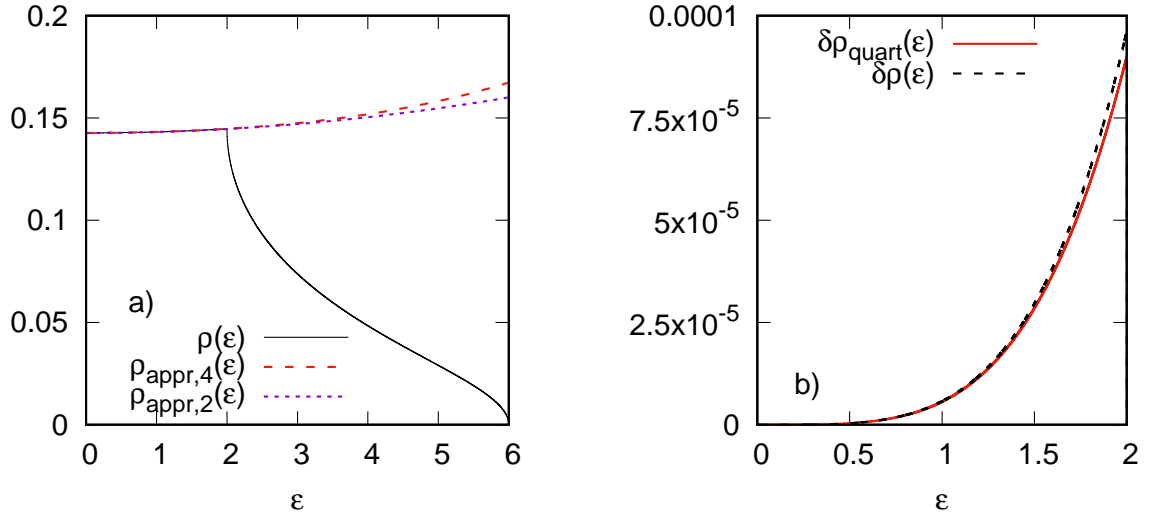 0.2
0.15
0.1
0.05
0
0 1 2 3 4 5 6
ε
a)
ρ(ε)
ρappr,4(ε)
ρappr,2(ε)
0.0001
7.5x10-5
5x10-5
2.5x10-5
0
0 0.5 1 1.5 2
ε
b)
δρquart(ε)
δρ(ε)